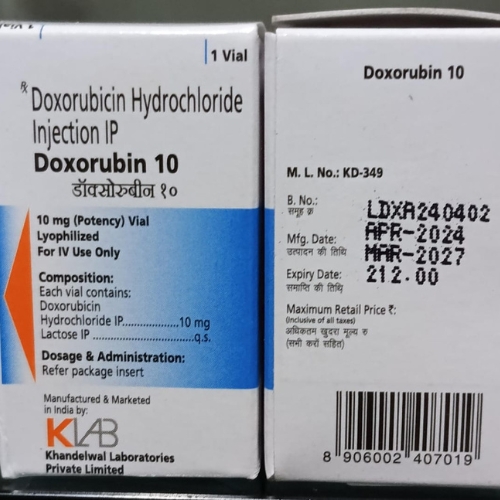 1 Vial
℞
Doxorubicin Hydrochloride
Injection IP
Doxorubin 10
डॉक्सोरुबीन १०
10 mg (Potency) Vial
Lyophilized
For IV Use Only
Composition:
Each vial contains:
Doxorubicin
Hydrochloride IP...................10 mg
Lactose IP ..................................q.s.
Dosage & Administration:
Refer package insert
Manufactured & Marketed
in India by:
KLAB
Khandelwal Laboratories
Private Limited
Doxorubin 10
M. L. No.: KD-349
B. No.:
समूह क्र
LDXA240402
Mfg. Date:
उत्पादन की तिथि
APR-2024
MAR-2027
Expiry Date:
समाप्ति की तिथि
212.00
Maximum Retail Price ₹:
(inclusive of all taxes)
अधिकतम खुदरा मूल्य रु
(सभी करों सहित)
8 906002 407019